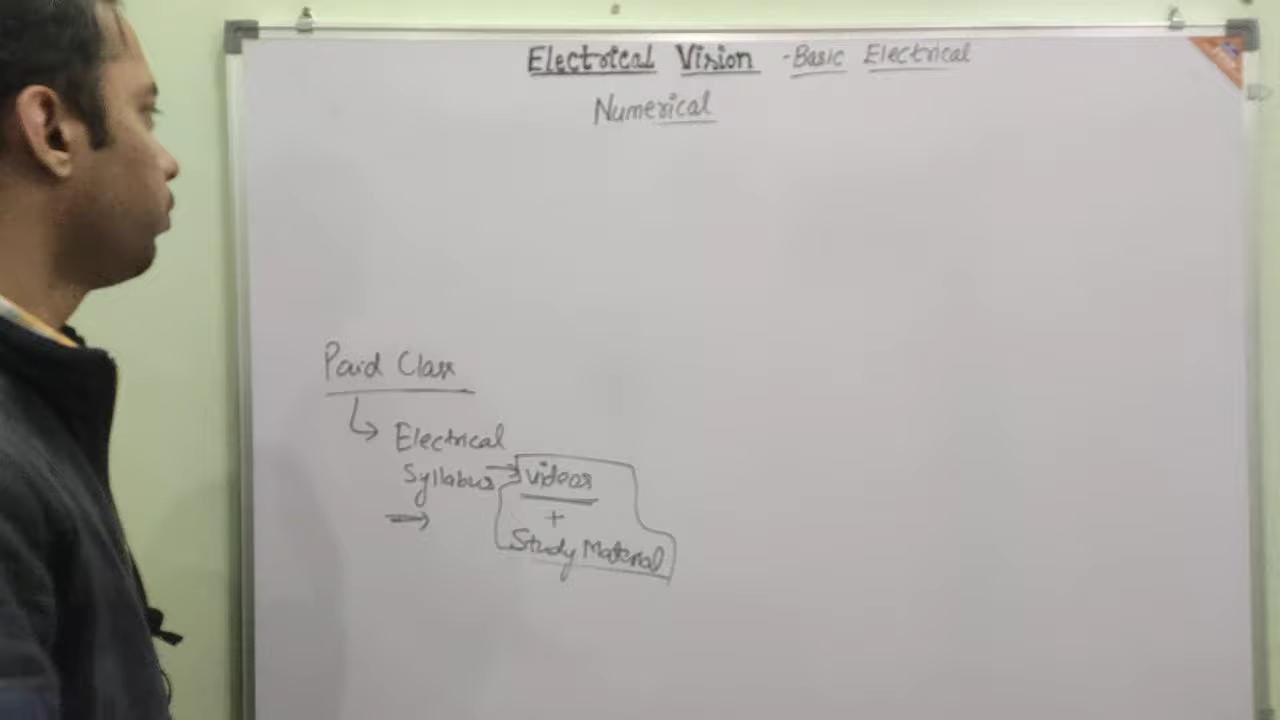 Electrical Vision - Basic Electrical
Numerical
Paid Class
Electrical
Syllabus → videos
+
Study Material